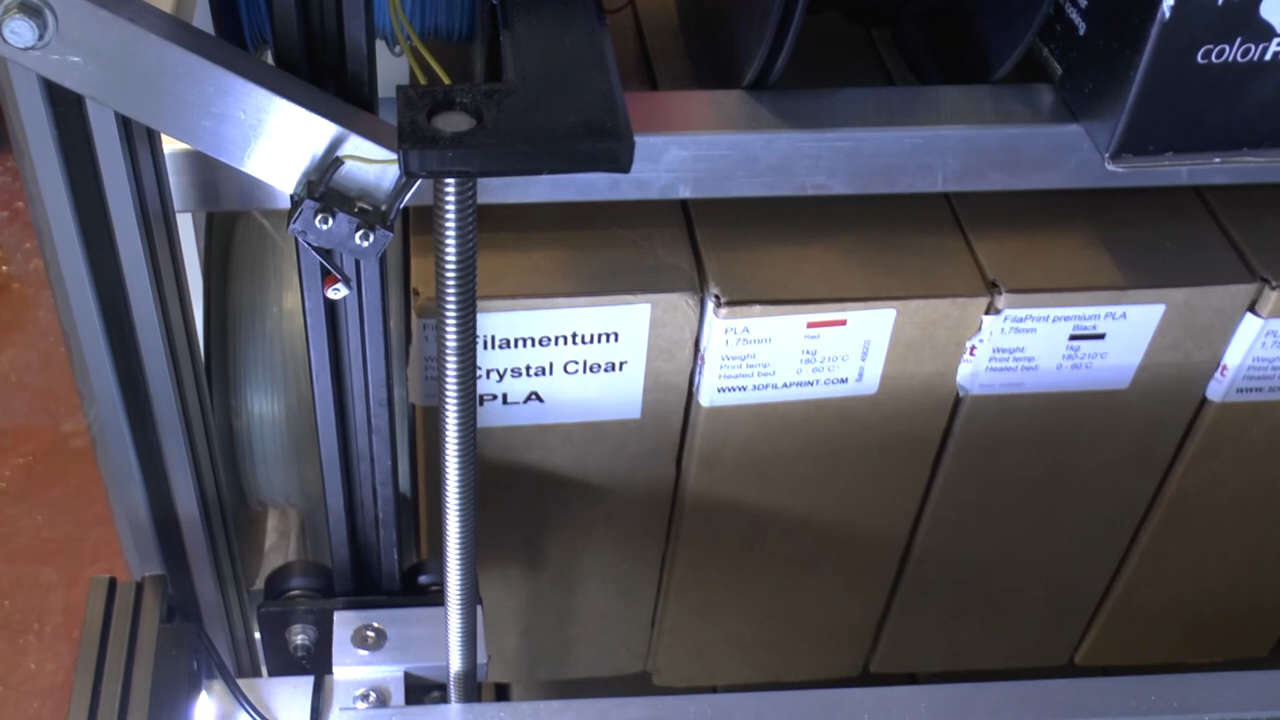 colorF
Filamentum
Crystal Clear
PLA
PLA
1,75mm
Red
Weight 1kg
Print temp. 180-210°C
Heated bed. 0 - 60°C
WWW.3DFILAPRINT.COM
FilaPrint premium PLA
1,75mm Black
Weight: 1kg
Print temp. 180-210°C
Heated bed. 0 - 60°C